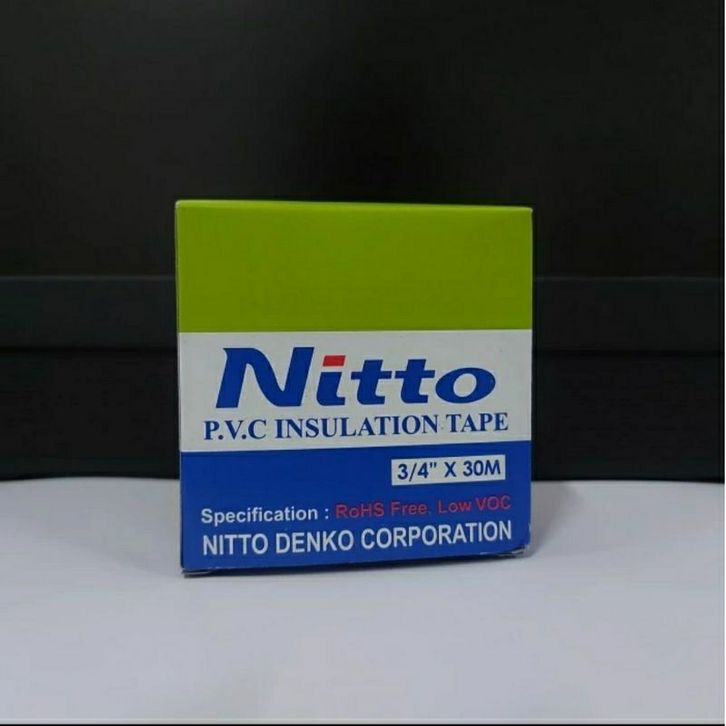 Nitto
P.V.C INSULATION TAPE
3/4" X 30M
Specification : RoHS Free, Low VOC
NITTO DENKO CORPORATION